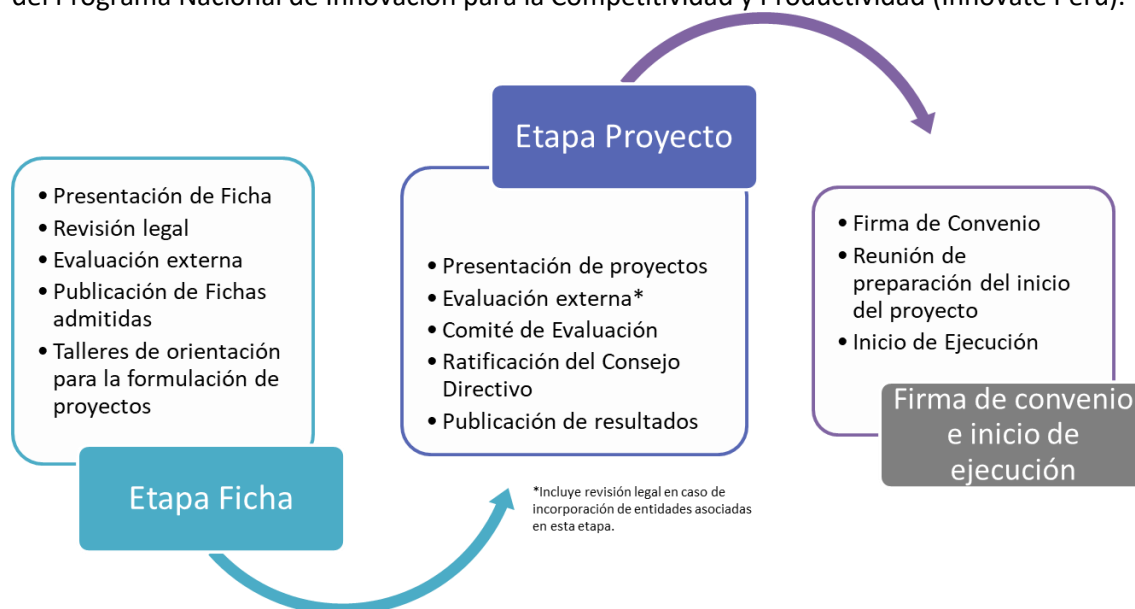 del Programa Nacional de Innovación para la Competitividad y Productividad (Innóvate Perú).
• Presentación de Ficha
• Revisión legal
• Evaluación externa
• Publicación de Fichas
admitidas
• Talleres de orientación
para la formulación de
proyectos
Etapa Ficha
Etapa Proyecto
• Presentación de proyectos
• Evaluación externa*
• Comité de Evaluación
• Ratificación del Consejo
Directivo
• Publicación de resultados
*Incluye revisión legal en caso de
incorporación de entidades asociadas
en esta etapa.
• Firma de Convenio
• Reunión de
preparación del inicio
del proyecto
• Inicio de Ejecución
Firma de convenio
e inicio de
ejecución